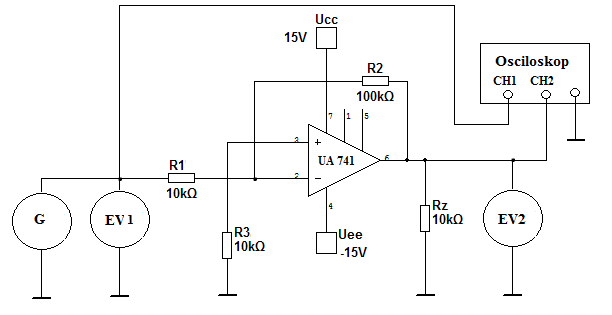 Ucc
15V
Osciloskop
CH1 CH2
R2
100kΩ
7 1 5
3
+
UA 741
6
R1
10kΩ
2
−
4
G
EV1
R3
10kΩ
Uee
-15V
Rz
10kΩ
EV2